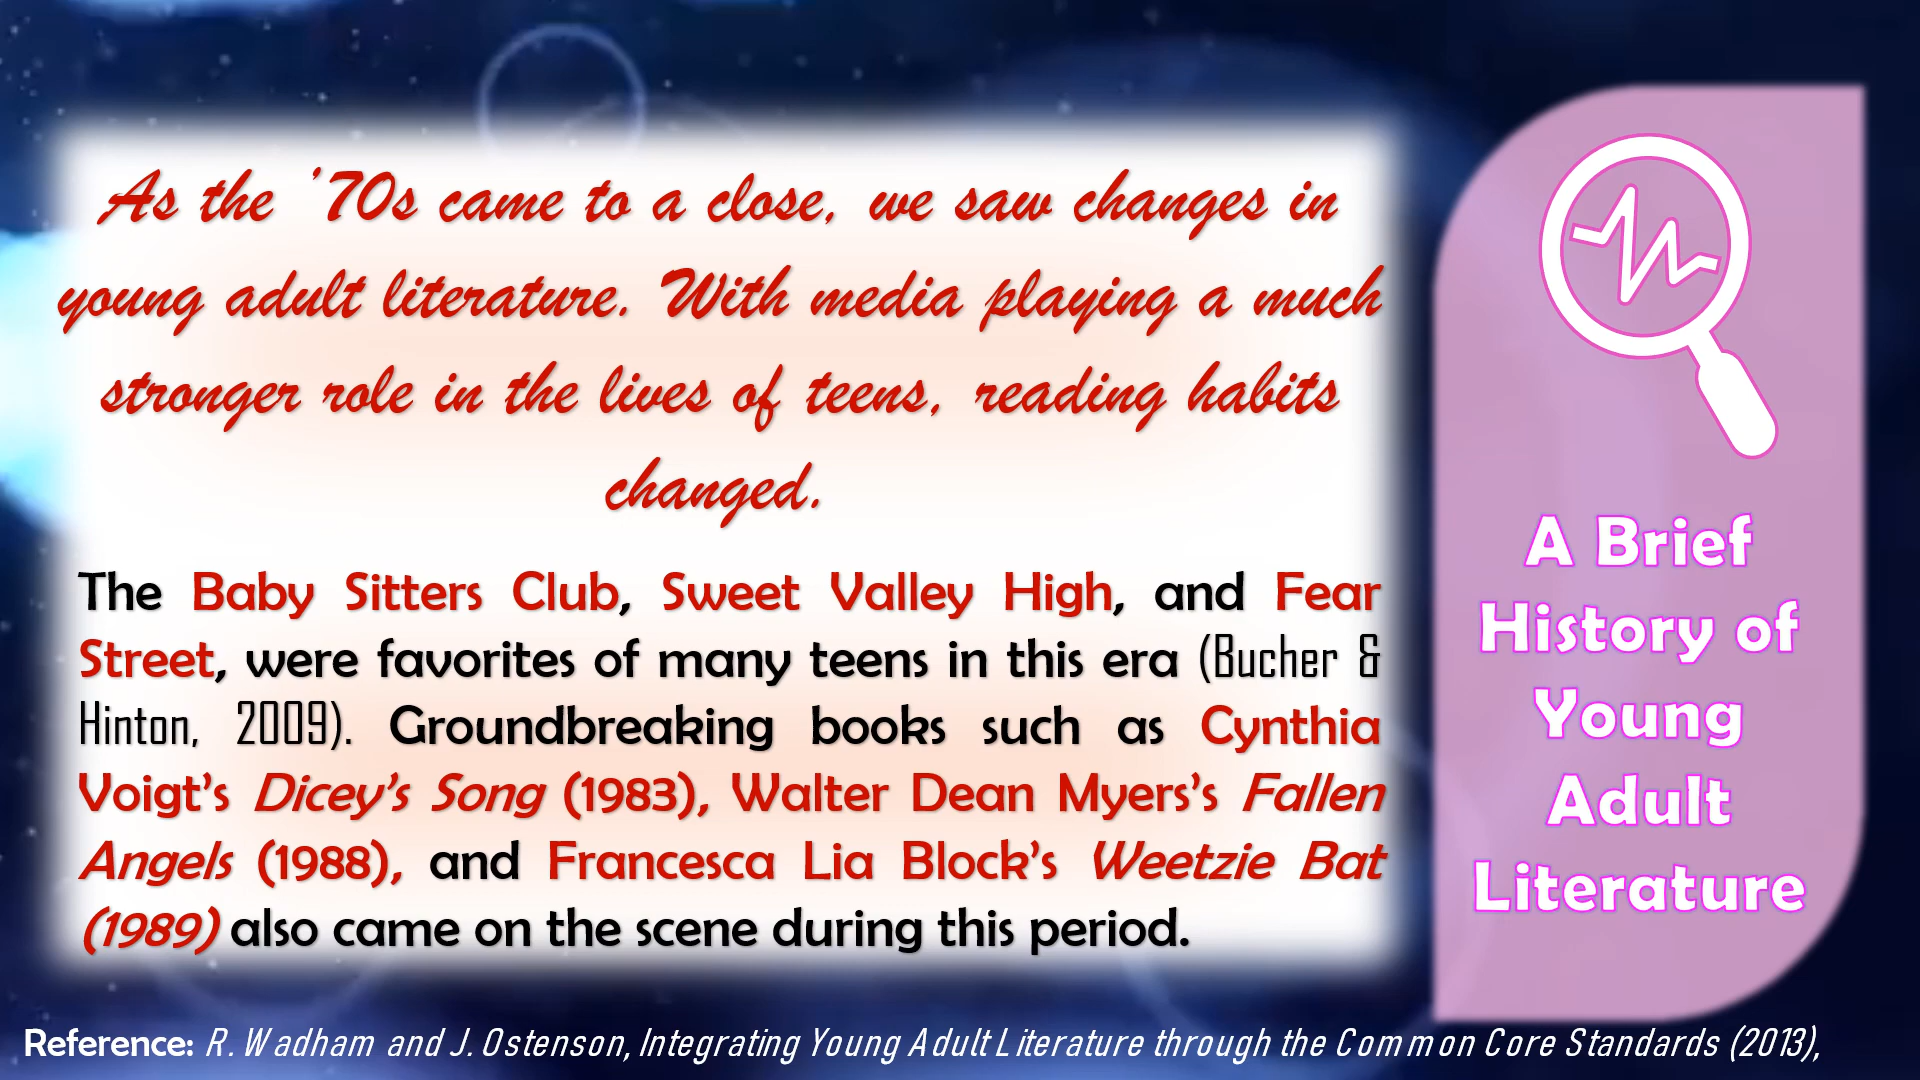 As the '70s came to a close, we saw changes in
young adult literature. With media playing a much
stronger role in the lives of teens, reading habits
changed.
The Baby Sitters Club, Sweet Valley High, and Fear
Street, were favorites of many teens in this era (Bucher &
Hinton, 2009). Groundbreaking books such as Cynthia
Voigt’s Dicey’s Song (1983), Walter Dean Myers’s Fallen
Angels (1988), and Francesca Lia Block’s Weetzie Bat
(1989) also came on the scene during this period.
A Brief
History of
Young
Adult
Literature
Reference: R. Wadham and J. Ostenson, Integrating Young Adult Literature through the Common Core Standards (2013),